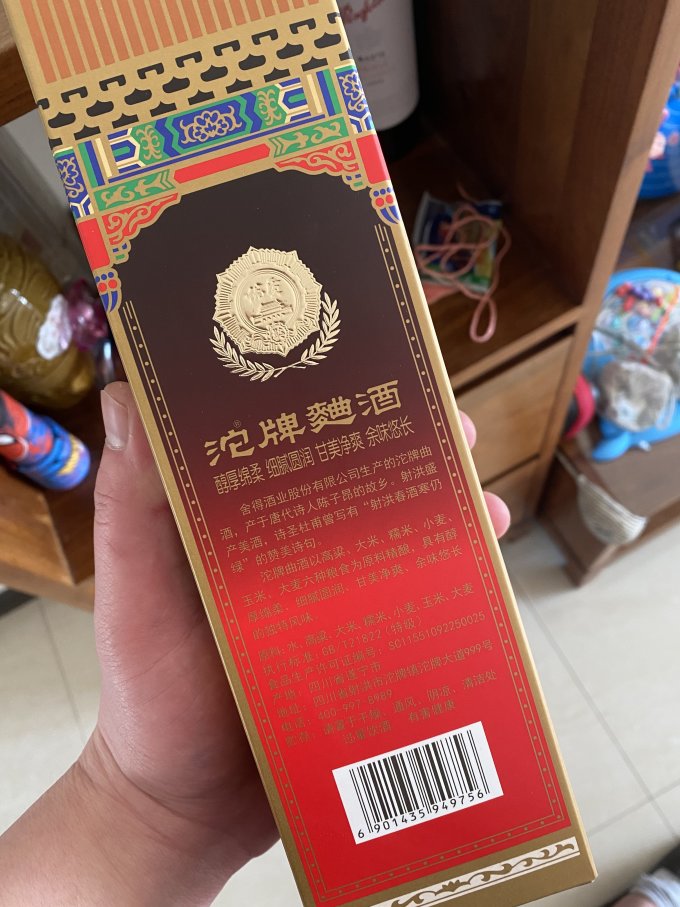 沱牌麯酒
®
醇厚绵柔 细腻圆润 甘美净爽 余味悠长
舍得酒业股份有限公司生产的沱牌曲
酒，产于唐代诗人陈子昂的故乡。射洪盛
产美酒，诗圣杜甫曾写有“射洪春酒寒仍
绿”的赞美诗句。
沱牌曲酒以高粱、大米、糯米、小麦、
玉米、大麦六种粮食为原料精酿，具有醇
厚绵柔、细腻圆润、甘美净爽、余味悠长
的独特风味
原料:水、高粱、大米、糯米、小麦、玉米、大麦
执行标准:GB/T21822（特级）
食品生产许可证编号: SC11551092250025
产地: 四川省遂宁市
地址: 四川省射洪市沱牌镇沱牌大道999号
电话: 400-997-8989
贮藏: 需置于干燥、通风、阴凉、清洁处
过量饮酒 有害健康
6901435949756